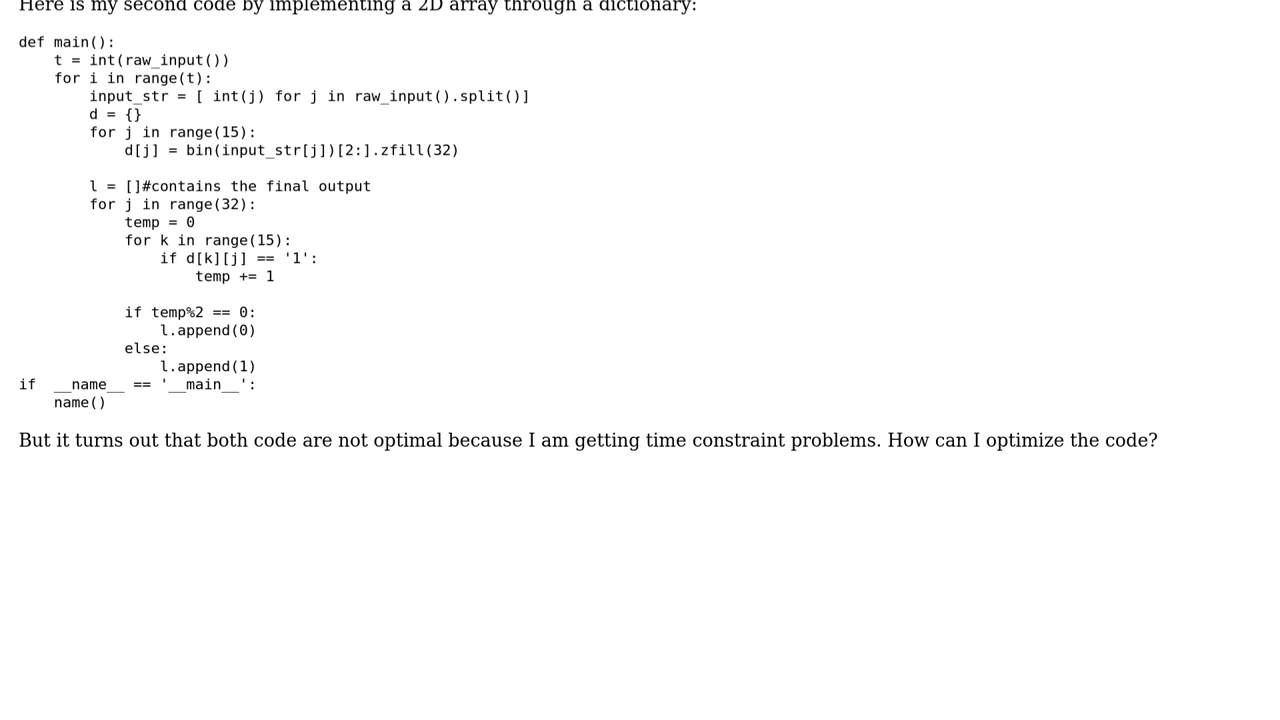 Here is my second code by implementing a 2D array through a dictionary:
def main():
    t = int(raw_input())
    for i in range(t):
        input_str = [ int(j) for j in raw_input().split()]
        d = {}
        for j in range(15):
            d[j] = bin(input_str[j])[2:].zfill(32)

        l = []#contains the final output
        for j in range(32):
            temp = 0
            for k in range(15):
                if d[k][j] == '1':
                    temp += 1

            if temp%2 == 0:
                l.append(0)
            else:
                l.append(1)
if  __name__ == '__main__':
    name()
But it turns out that both code are not optimal because I am getting time constraint problems. How can I optimize the code?